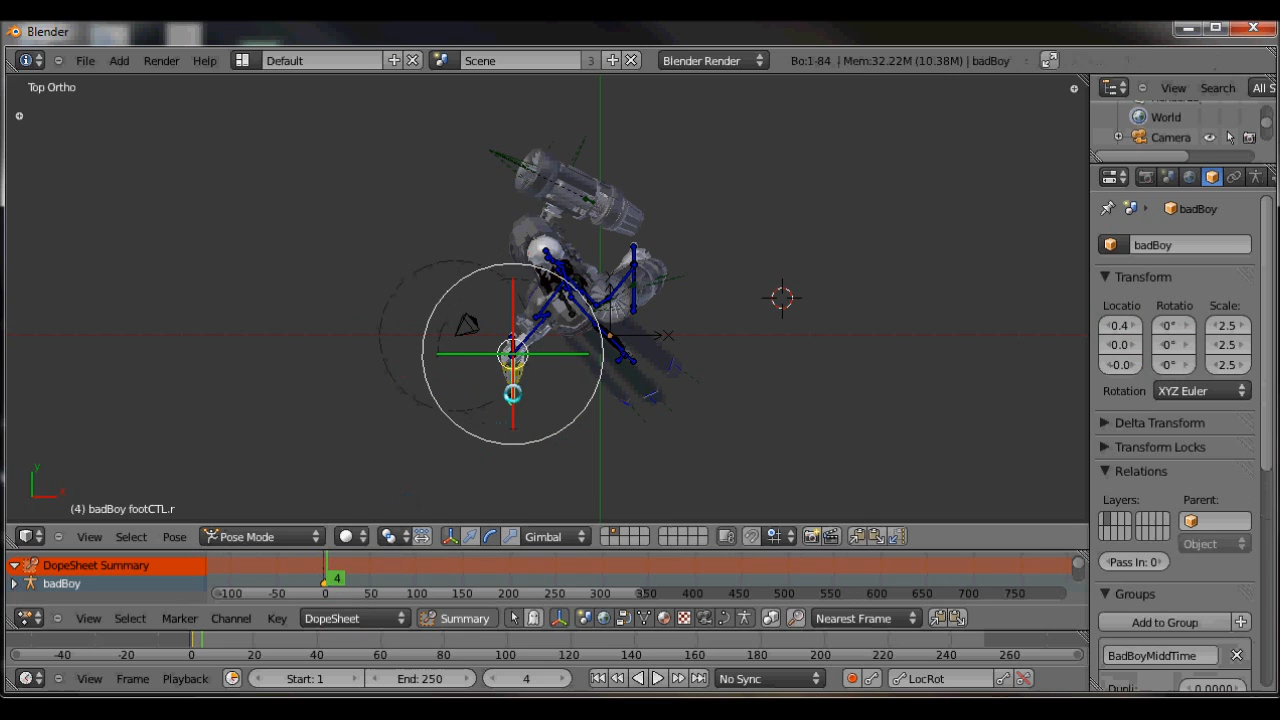 Blender
File Add Render Help Default Scene 3 Blender Render Bo:1-84 | Mem:32.22M (10.38M) | badBoy
Top Ortho
View Search All S
World
Camera
badBoy
badBoy
Transform
Locatio Rotatio Scale:
0.4 0° 2.5
0.0 0° 2.5
-0.0 0° 2.5
Rotation XYZ Euler
Delta Transform
Transform Locks
Relations
Layers: Parent:
Object
Pass In: 0
Groups
Add to Group
BadBoyMiddTime
0.0000
X
y
x
(4) badBoy footCTL.r
View Select Pose Pose Mode Gimbal
DopeSheet Summary
badBoy
4
-100 -50 0 50 100 150 200 250 300 350 400 450 500 550 600 650 700 750
View Select Marker Channel Key DopeSheet Summary Nearest Frame
-40 -20 0 20 40 60 80 100 120 140 160 180 200 220 240 260
View Frame Playback Start: 1 End: 250 4 No Sync LocRot